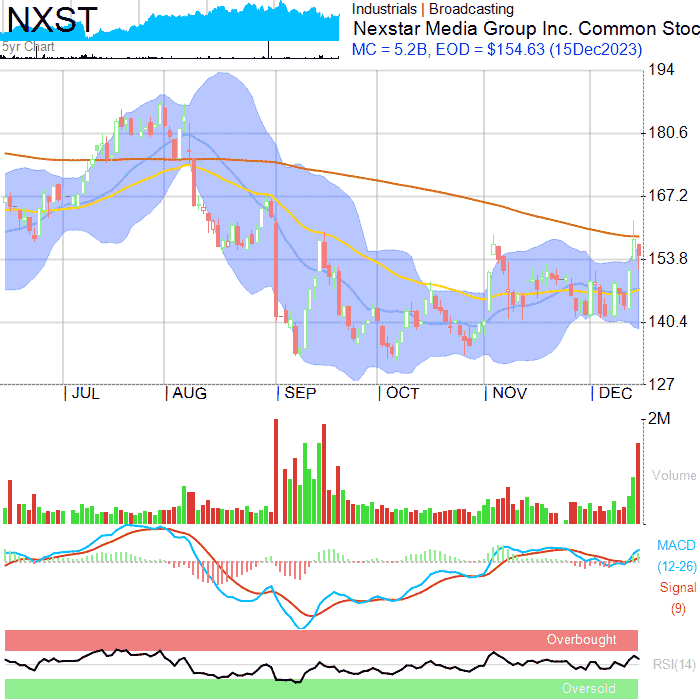 NXST
5yr Chart
Industrials | Broadcasting
Nexstar Media Group Inc. Common Stoc
MC = 5.2B, EOD = $154.63 (15Dec2023)
194
180.6
167.2
153.8
140.4
127
JUL
AUG
SEP
OCT
NOV
DEC
2M
Volume
MACD
(12-26)
Signal
(9)
Overbought
RSI(14)
Oversold